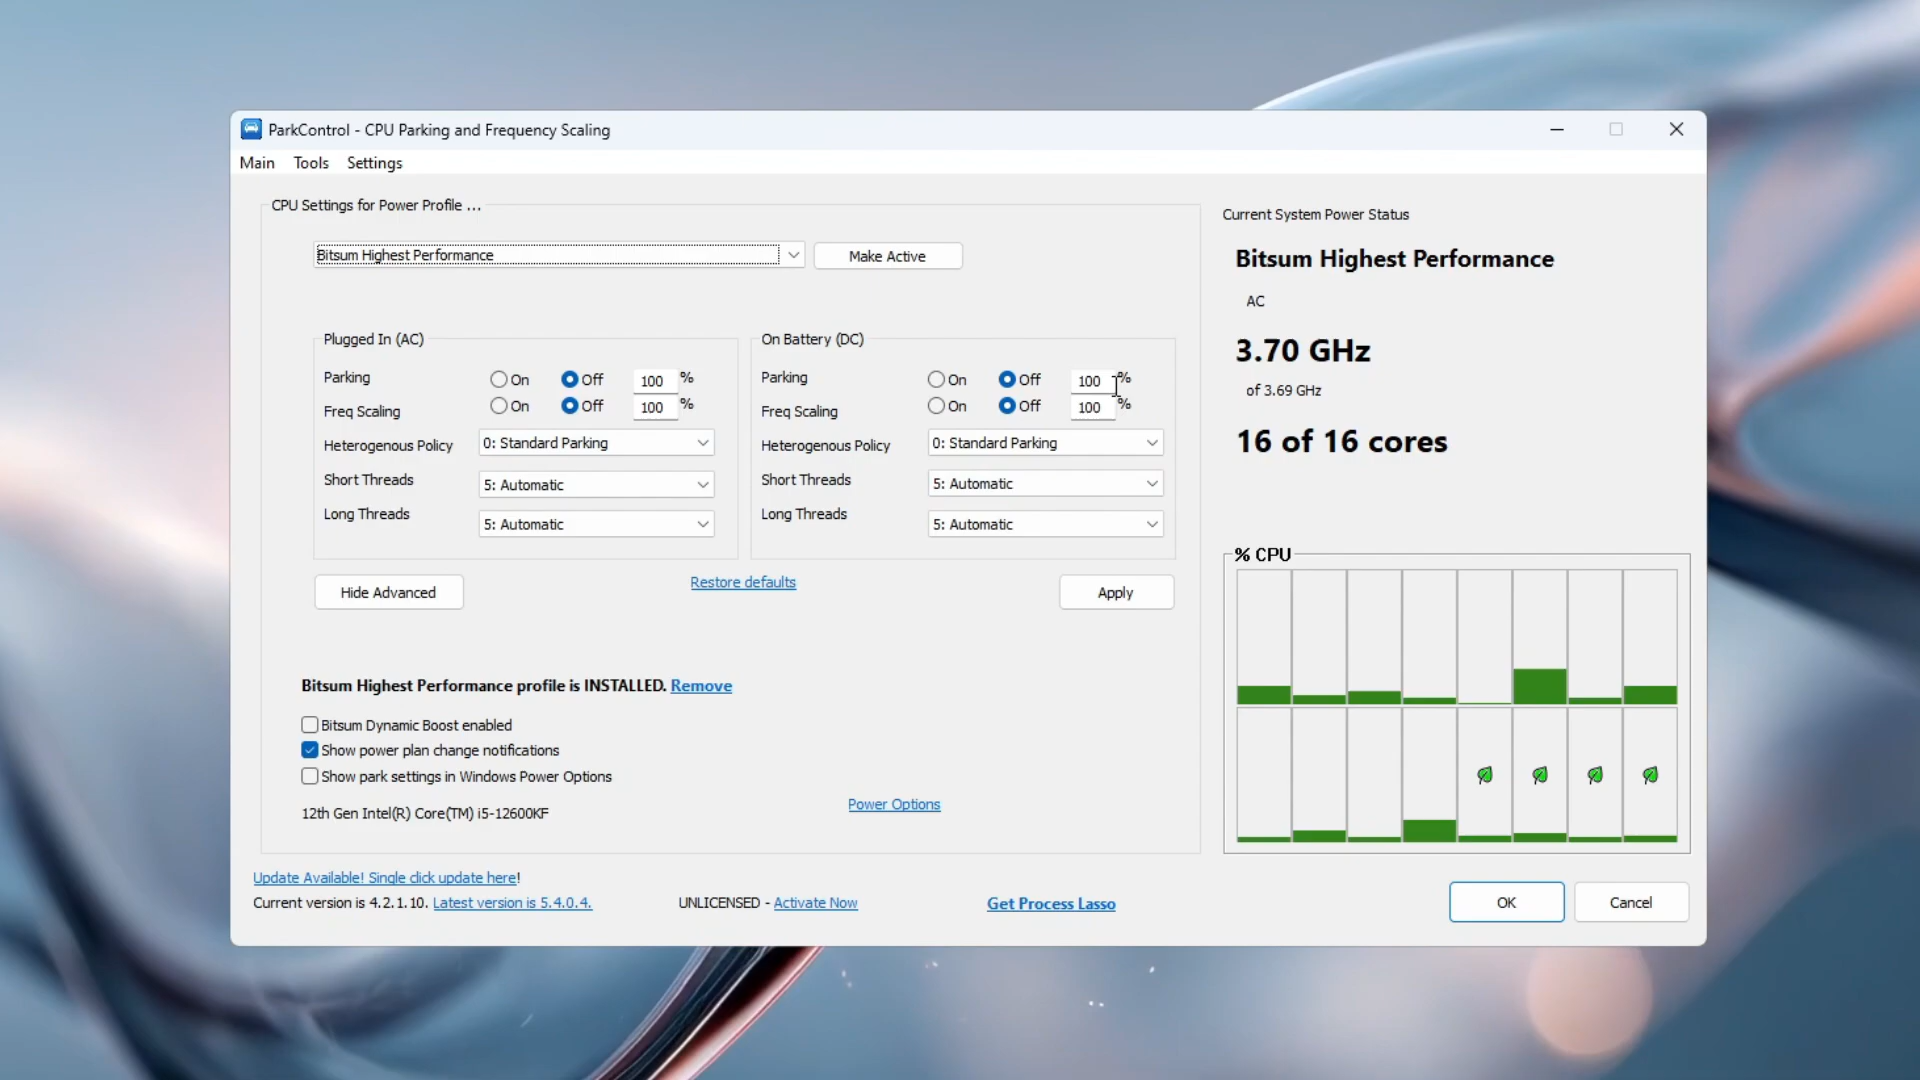 ParkControl - CPU Parking and Frequency Scaling
Main Tools Settings
CPU Settings for Power Profile ...
Bitsum Highest Performance
Make Active
Plugged In (AC)
Parking On Off 100 %
Freq Scaling On Off 100 %
Heterogenous Policy 0: Standard Parking
Short Threads 5: Automatic
Long Threads 5: Automatic
On Battery (DC)
Parking On Off 100 %
Freq Scaling On Off 100 %
Heterogenous Policy 0: Standard Parking
Short Threads 5: Automatic
Long Threads 5: Automatic
Hide Advanced
Restore defaults
Apply
Bitsum Highest Performance profile is INSTALLED. Remove
Bitsum Dynamic Boost enabled
Show power plan change notifications
Show park settings in Windows Power Options
12th Gen Intel(R) Core(TM) i5-12600KF
Power Options
Current System Power Status
Bitsum Highest Performance
AC
3.70 GHz
of 3.69 GHz
16 of 16 cores
% CPU
Update Available! Single click update here!
Current version is 4.2.1.10. Latest version is 5.4.0.4.
UNLICENSED - Activate Now
Get Process Lasso
OK
Cancel